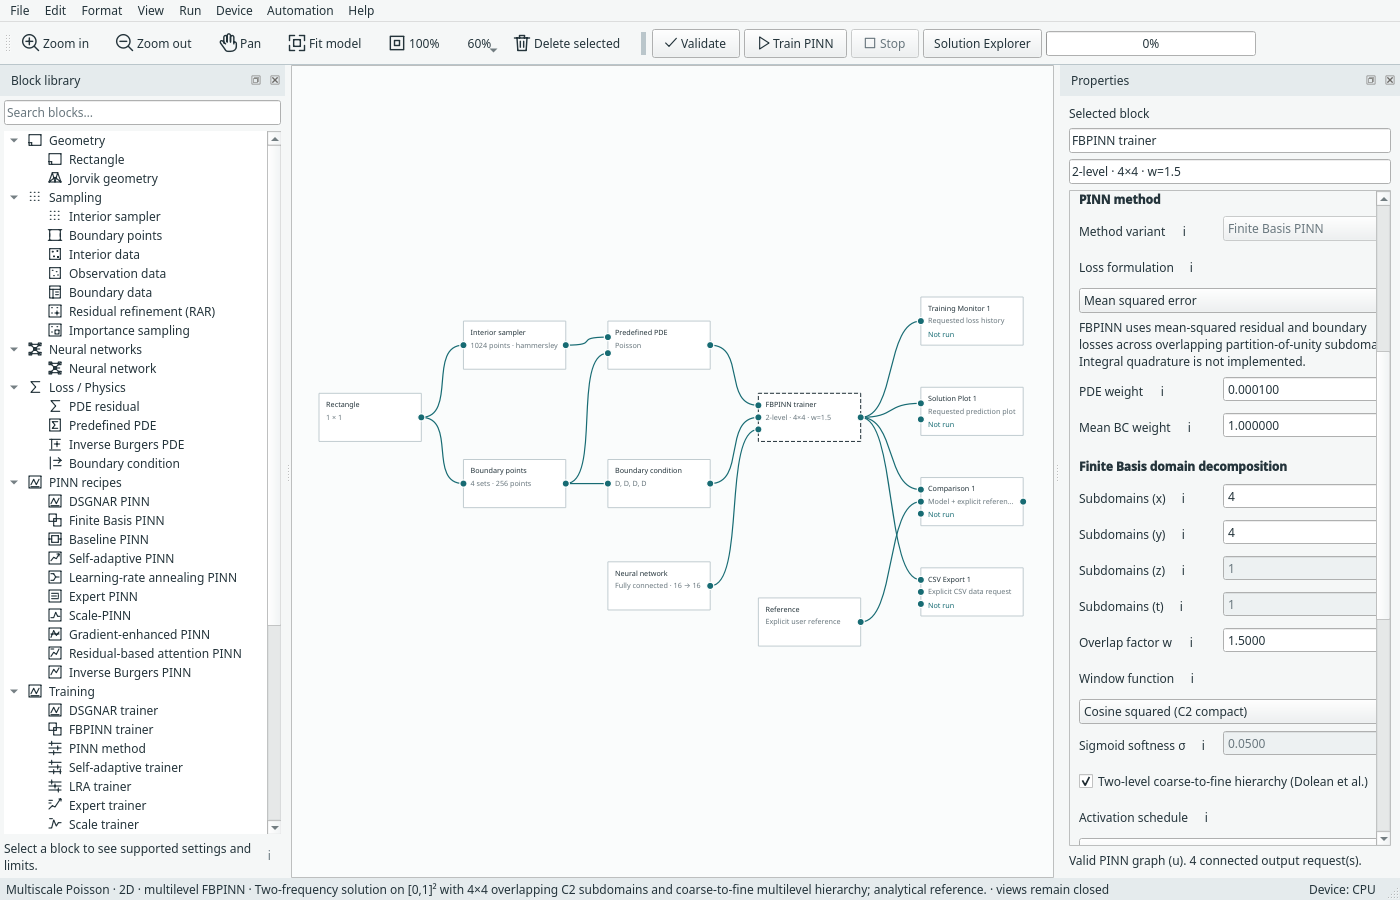 File Edit Format View Run Device Automation Help
Zoom in Zoom out Pan Fit model 100% 60% Delete selected Validate Train PINN Stop Solution Explorer 0%
Block library
Search blocks...
Geometry
Rectangle
Jorvik geometry
Sampling
Interior sampler
Boundary points
Interior data
Observation data
Boundary data
Residual refinement (RAR)
Importance sampling
Neural networks
Neural network
Loss / Physics
PDE residual
Predefined PDE
Inverse Burgers PDE
Boundary condition
PINN recipes
DSGNAR PINN
Finite Basis PINN
Baseline PINN
Self-adaptive PINN
Learning-rate annealing PINN
Expert PINN
Scale-PINN
Gradient-enhanced PINN
Residual-based attention PINN
Inverse Burgers PINN
Training
DSGNAR trainer
FBPINN trainer
PINN method
Self-adaptive trainer
LRA trainer
Expert trainer
Scale trainer
Select a block to see supported settings and
limits. i
Rectangle
1 × 1
Interior sampler
1024 points · hammersley
Boundary points
4 sets · 256 points
Predefined PDE
Poisson
Boundary condition
D, D, D, D
Neural network
Fully connected · 16 → 16
FBPINN trainer
2-level · 4×4 · w=1.5
Reference
Explicit user reference
Training Monitor 1
Requested loss history
Not run
Solution Plot 1
Requested prediction plot
Not run
Comparison 1
Model + explicit referen...
Not run
CSV Export 1
Explicit CSV data request
Not run
Properties
Selected block
FBPINN trainer
2-level · 4×4 · w=1.5
PINN method
Method variant i Finite Basis PINN
Loss formulation i
Mean squared error
FBPINN uses mean-squared residual and boundary
losses across overlapping partition-of-unity subdoma
Integral quadrature is not implemented.
PDE weight i 0.000100
Mean BC weight i 1.000000
Finite Basis domain decomposition
Subdomains (x) i 4
Subdomains (y) i 4
Subdomains (z) i 1
Subdomains (t) i 1
Overlap factor w i 1.5000
Window function i
Cosine squared (C2 compact)
Sigmoid softness σ i 0.0500
Two-level coarse-to-fine hierarchy (Dolean et al.)
Activation schedule i
Valid PINN graph (u). 4 connected output request(s).
Multiscale Poisson · 2D · multilevel FBPINN · Two-frequency solution on [0,1]² with 4×4 overlapping C2 subdomains and coarse-to-fine multilevel hierarchy; analytical reference. · views remain closed Device: CPU